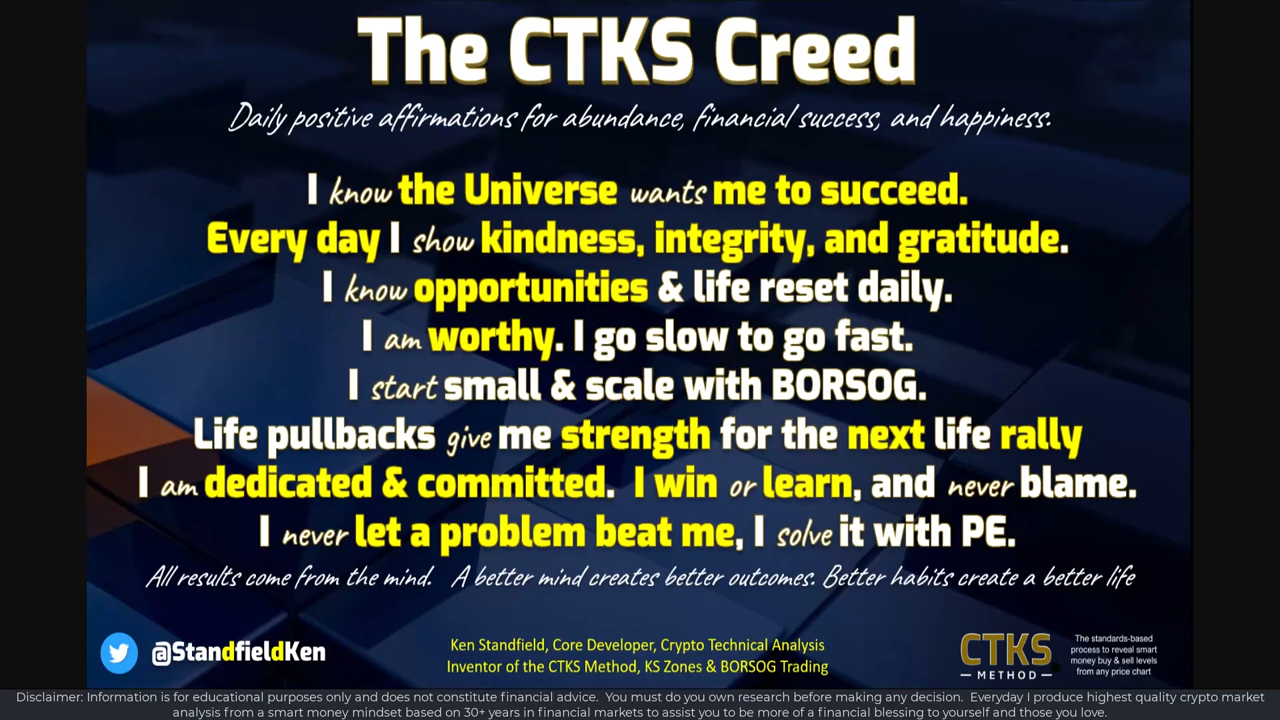 The CTKS Creed
Daily positive affirmations for abundance, financial success, and happiness.
I know the Universe wants me to succeed.
Every day I show kindness, integrity, and gratitude.
I know opportunities & life reset daily.
I am worthy. I go slow to go fast.
I start small & scale with BORSOG.
Life pullbacks give me strength for the next life rally
I am dedicated & committed. I win or learn, and never blame.
I never let a problem beat me, I solve it with PE.
All results come from the mind. A better mind creates better outcomes. Better habits create a better life
@StandfieldKen
Ken Standfield, Core Developer, Crypto Technical Analysis
Inventor of the CTKS Method, KS Zones & BORSOG Trading
CTKS
METHOD
The standards-based
process to reveal smart
money buy & sell levels
from any price chart
Disclaimer: Information is for educational purposes only and does not constitute financial advice. You must do you own research before making any decision. Everyday I produce highest quality crypto market
analysis from a smart money mindset based on 30+ years in financial markets to assist you to be more of a financial blessing to yourself and those you love.